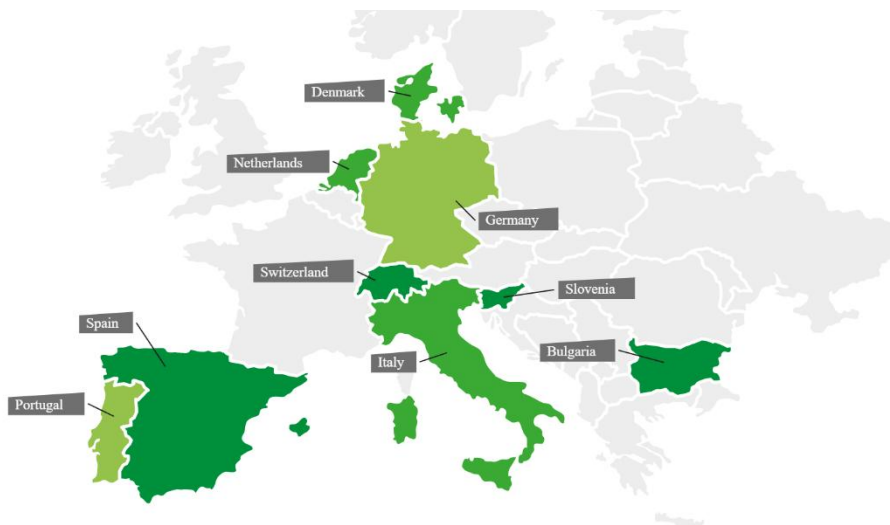 Denmark
Netherlands
Germany
Switzerland
Slovenia
Spain
Bulgaria
Italy
Portugal